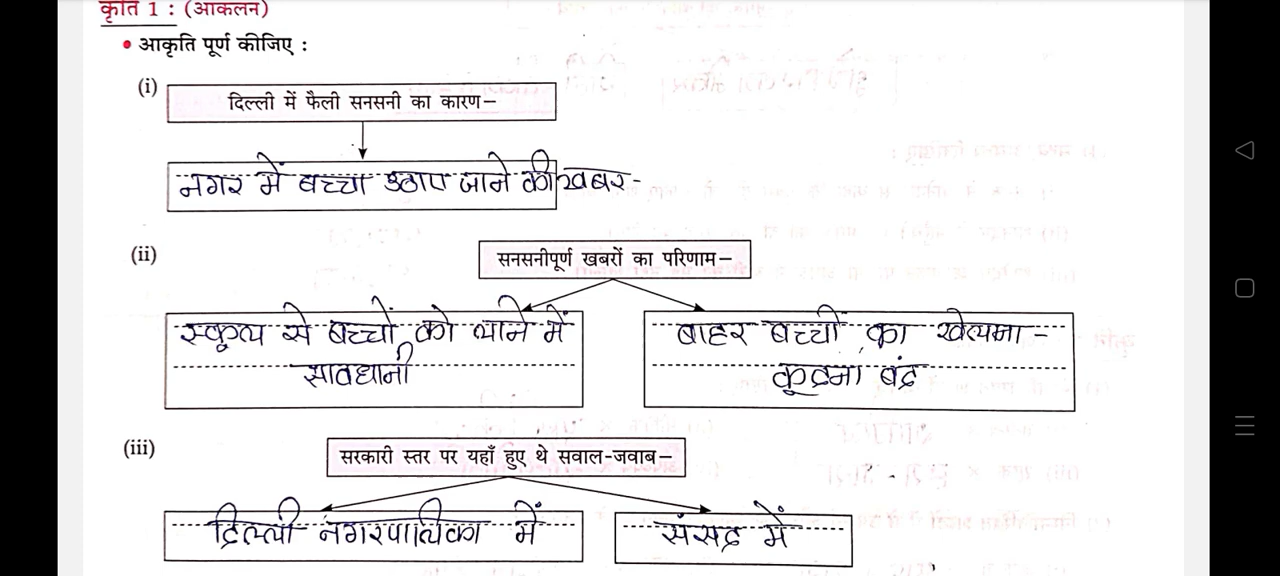 कृति 1 : (आकलन)
• आकृति पूर्ण कीजिए :
(i)
दिल्ली में फैली सनसनी का कारण–
नगर में बच्चा उठाए जाने की खबर-
(ii)
सनसनीपूर्ण खबरों का परिणाम–
स्कूल से बच्चों को लाने में
सावधानी
बाहर बच्चों का खेलना -
कूदना बंद
(iii)
सरकारी स्तर पर यहाँ हुए थे सवाल-जवाब–
दिल्ली नगरपालिका में
संसद में